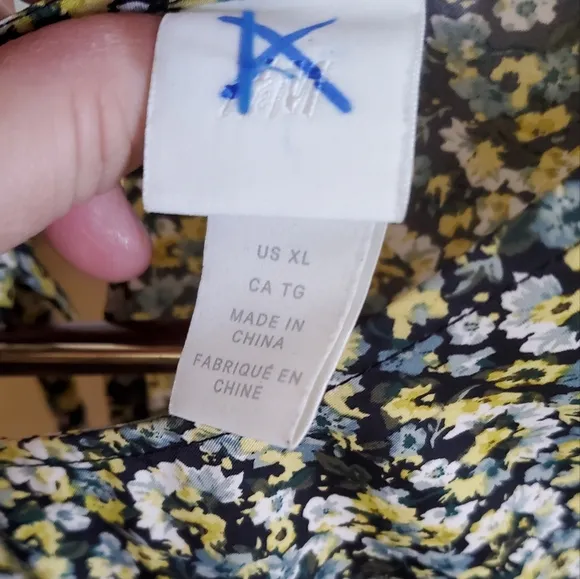 H&M
US XL
CA TG
MADE IN
CHINA
FABRIQUÉ EN
CHINE